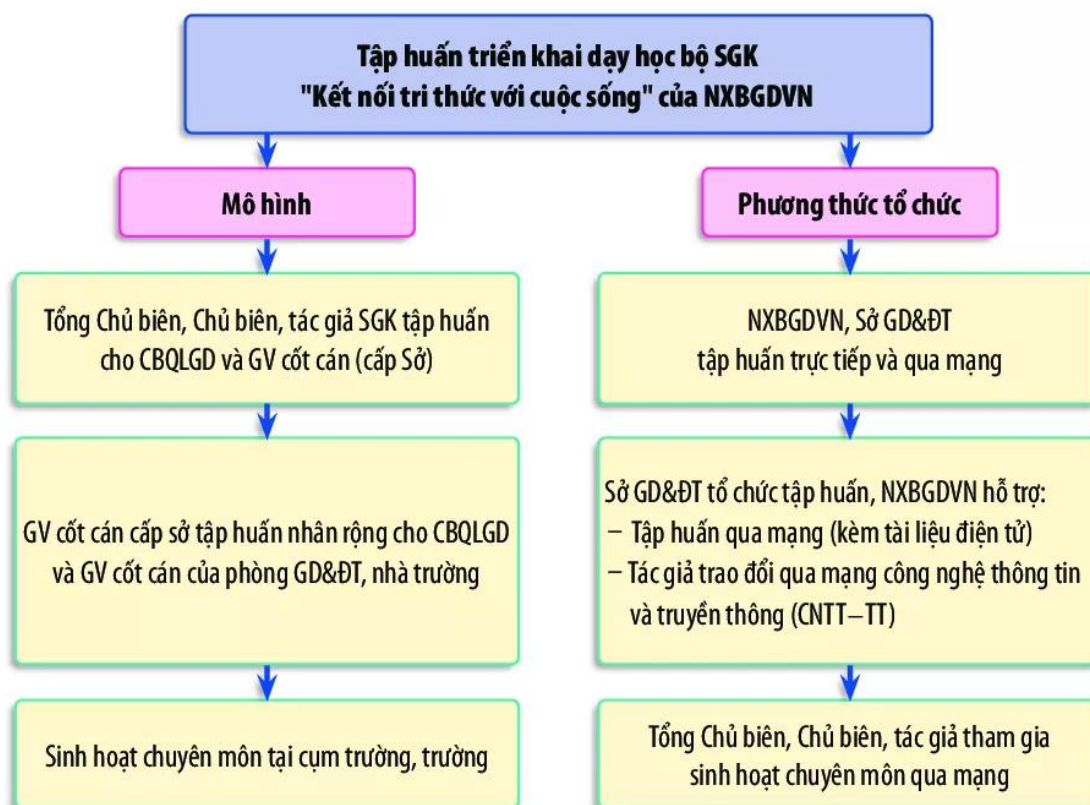 Tập huấn triển khai dạy học bộ SGK
"Kết nối tri thức với cuộc sống" của NXBGDVN
Mô hình
Phương thức tổ chức
Tổng Chủ biên, Chủ biên, tác giả SGK tập huấn
cho CBQLGD và GV cốt cán (cấp Sở)
NXBGDVN, Sở GD&ĐT
tập huấn trực tiếp và qua mạng
GV cốt cán cấp sở tập huấn nhân rộng cho CBQLGD
và GV cốt cán của phòng GD&ĐT, nhà trường
Sở GD&ĐT tổ chức tập huấn, NXBGDVN hỗ trợ:
– Tập huấn qua mạng (kèm tài liệu điện tử)
– Tác giả trao đổi qua mạng công nghệ thông tin
và truyền thông (CNTT–TT)
Sinh hoạt chuyên môn tại cụm trường, trường
Tổng Chủ biên, Chủ biên, tác giả tham gia
sinh hoạt chuyên môn qua mạng